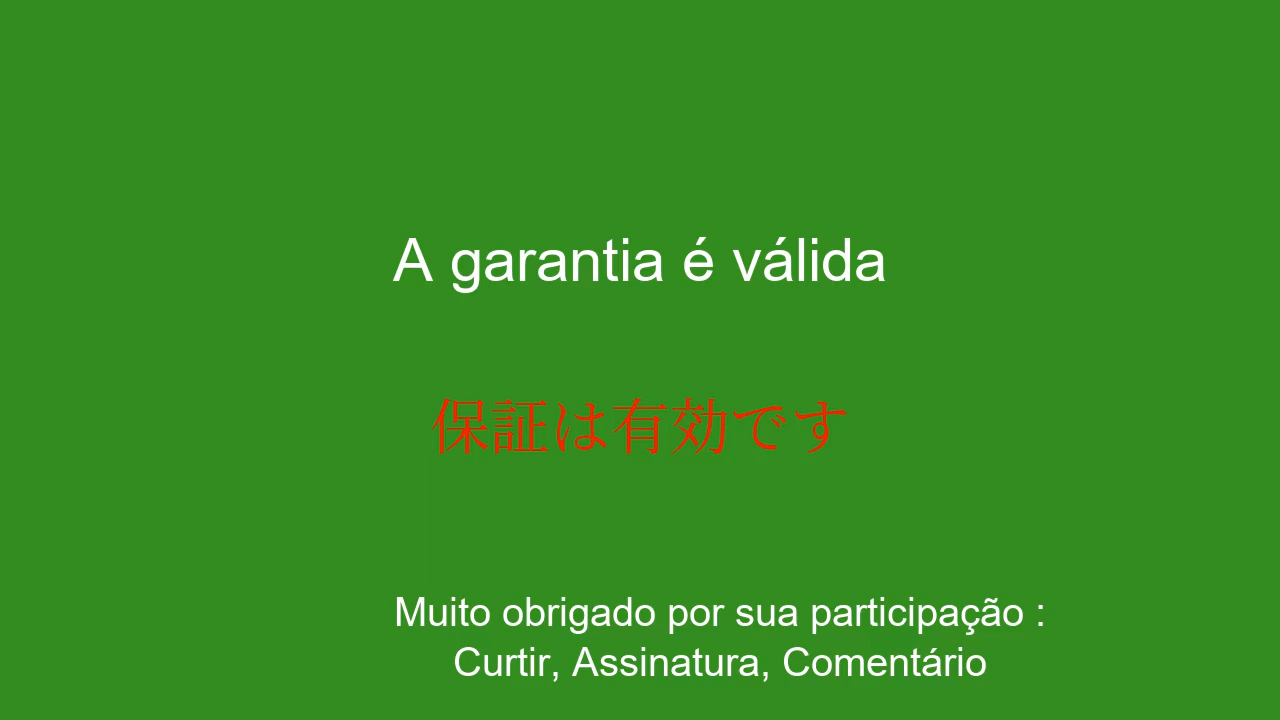 A garantia é válida
保証は有効です
Muito obrigado por sua participação :
Curtir, Assinatura, Comentário